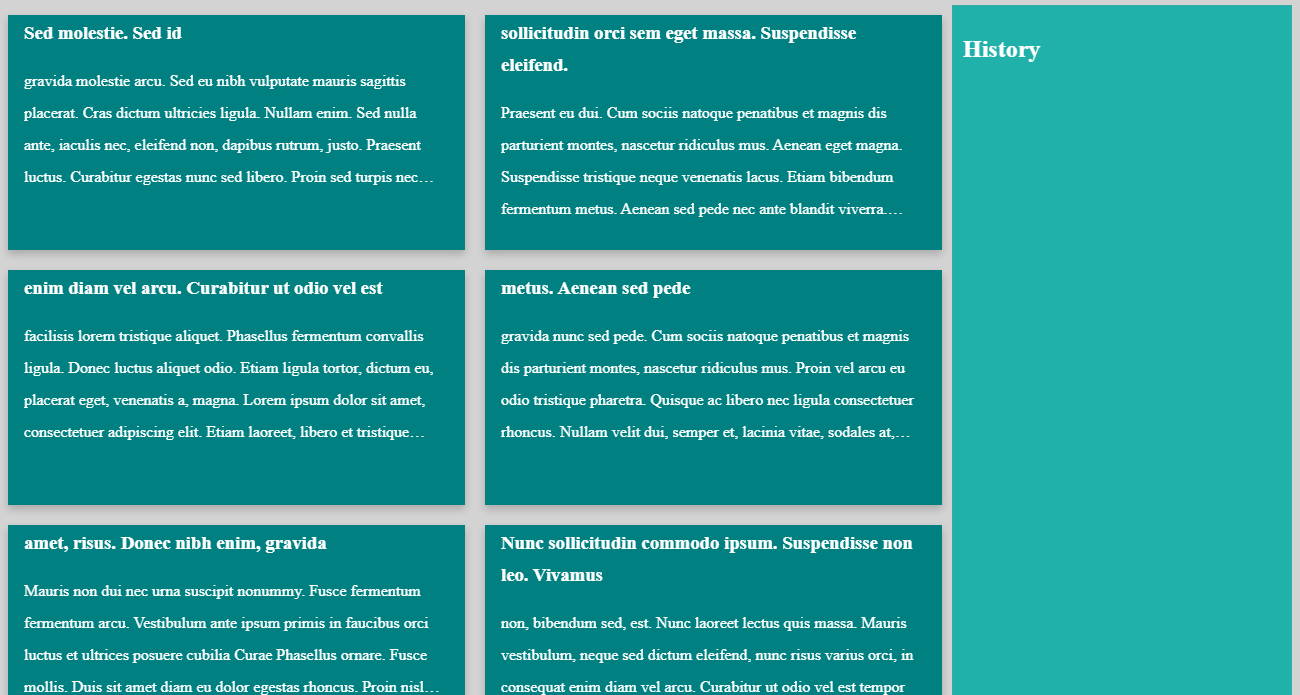 Sed molestie. Sed id
gravida molestie arcu. Sed eu nibh vulputate mauris sagittis
placerat. Cras dictum ultricies ligula. Nullam enim. Sed nulla
ante, iaculis nec, eleifend non, dapibus rutrum, justo. Praesent
luctus. Curabitur egestas nunc sed libero. Proin sed turpis nec…
sollicitudin orci sem eget massa. Suspendisse
eleifend.
Praesent eu dui. Cum sociis natoque penatibus et magnis dis
parturient montes, nascetur ridiculus mus. Aenean eget magna.
Suspendisse tristique neque venenatis lacus. Etiam bibendum
fermentum metus. Aenean sed pede nec ante blandit viverra.…
History
enim diam vel arcu. Curabitur ut odio vel est
facilisis lorem tristique aliquet. Phasellus fermentum convallis
ligula. Donec luctus aliquet odio. Etiam ligula tortor, dictum eu,
placerat eget, venenatis a, magna. Lorem ipsum dolor sit amet,
consectetuer adipiscing elit. Etiam laoreet, libero et tristique…
metus. Aenean sed pede
gravida nunc sed pede. Cum sociis natoque penatibus et magnis
dis parturient montes, nascetur ridiculus mus. Proin vel arcu eu
odio tristique pharetra. Quisque ac libero nec ligula consectetuer
rhoncus. Nullam velit dui, semper et, lacinia vitae, sodales at,…
amet, risus. Donec nibh enim, gravida
Mauris non dui nec urna suscipit nonummy. Fusce fermentum
fermentum arcu. Vestibulum ante ipsum primis in faucibus orci
luctus et ultrices posuere cubilia Curae Phasellus ornare. Fusce
mollis. Duis sit amet diam eu dolor egestas rhoncus. Proin nisl…
Nunc sollicitudin commodo ipsum. Suspendisse non
leo. Vivamus
non, bibendum sed, est. Nunc laoreet lectus quis massa. Mauris
vestibulum, neque sed dictum eleifend, nunc risus varius orci, in
consequat enim diam vel arcu. Curabitur ut odio vel est tempor